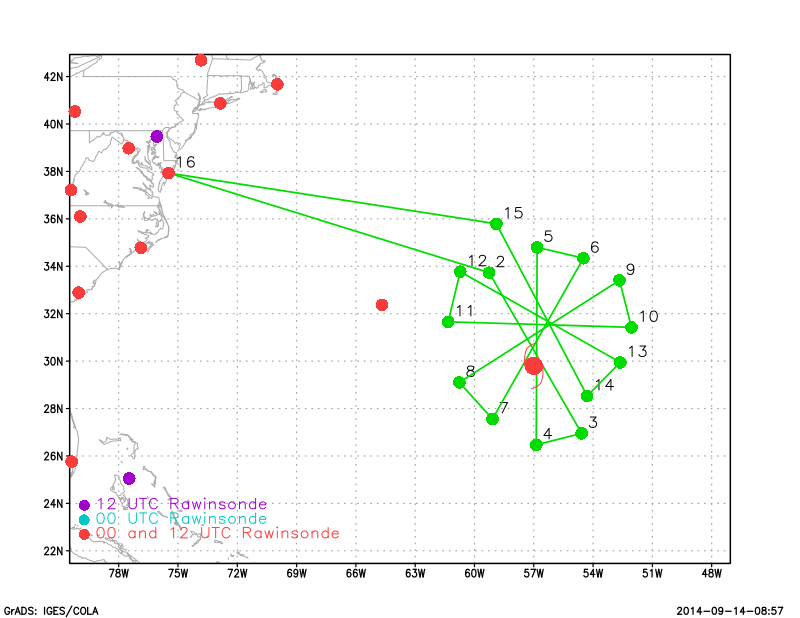 42N
40N
16
38N
15
36N
5
6
34N
12
2
9
32N
11
10
13
30N
8
14
28N
7
3
4
26N
24N
12 UTC Rawinsonde
00 UTC Rawinsonde
00 and 12 UTC Rawinsonde
22N
78W 75W 72W 69W 66W 63W 60W 57W 54W 51W 48W
GrADS: IGES/COLA
2014-09-14-08:57